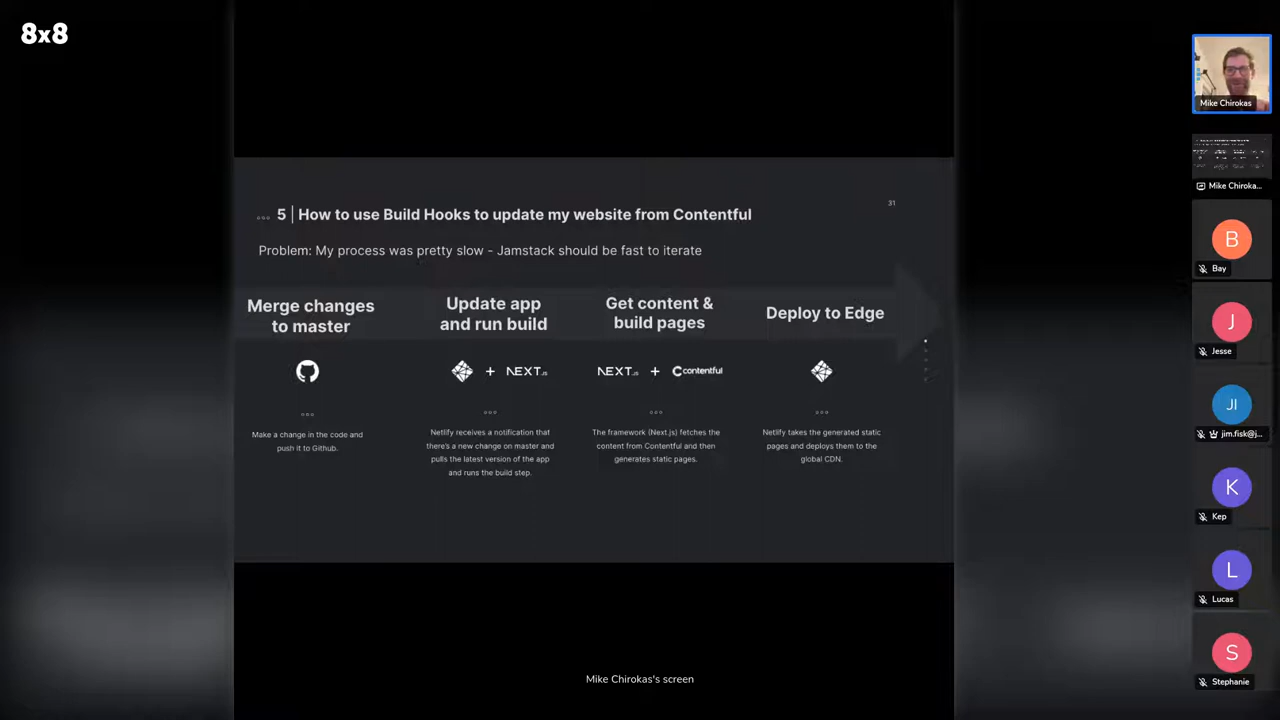 8x8
5 | How to use Build Hooks to update my website from Contentful
31
Problem: My process was pretty slow - Jamstack should be fast to iterate
Merge changes
to master
Make a change in the code and
push it to Github.
Update app
and run build
+ NEXT.JS
Netlify receives a notification that
there's a new change on master and
pulls the latest version of the app
and runs the build step.
Get content &
build pages
NEXT.JS + contentful
The framework (Next.js) fetches the
content from Contentful and then
generates static pages.
Deploy to Edge
Netlify takes the generated static
pages and deploys them to the
global CDN.
Mike Chirokas's screen
Mike Chirokas
Mike Chiroka...
B
Bay
J
Jesse
JI
jim.fisk@j...
K
Kep
L
Lucas
S
Stephanie